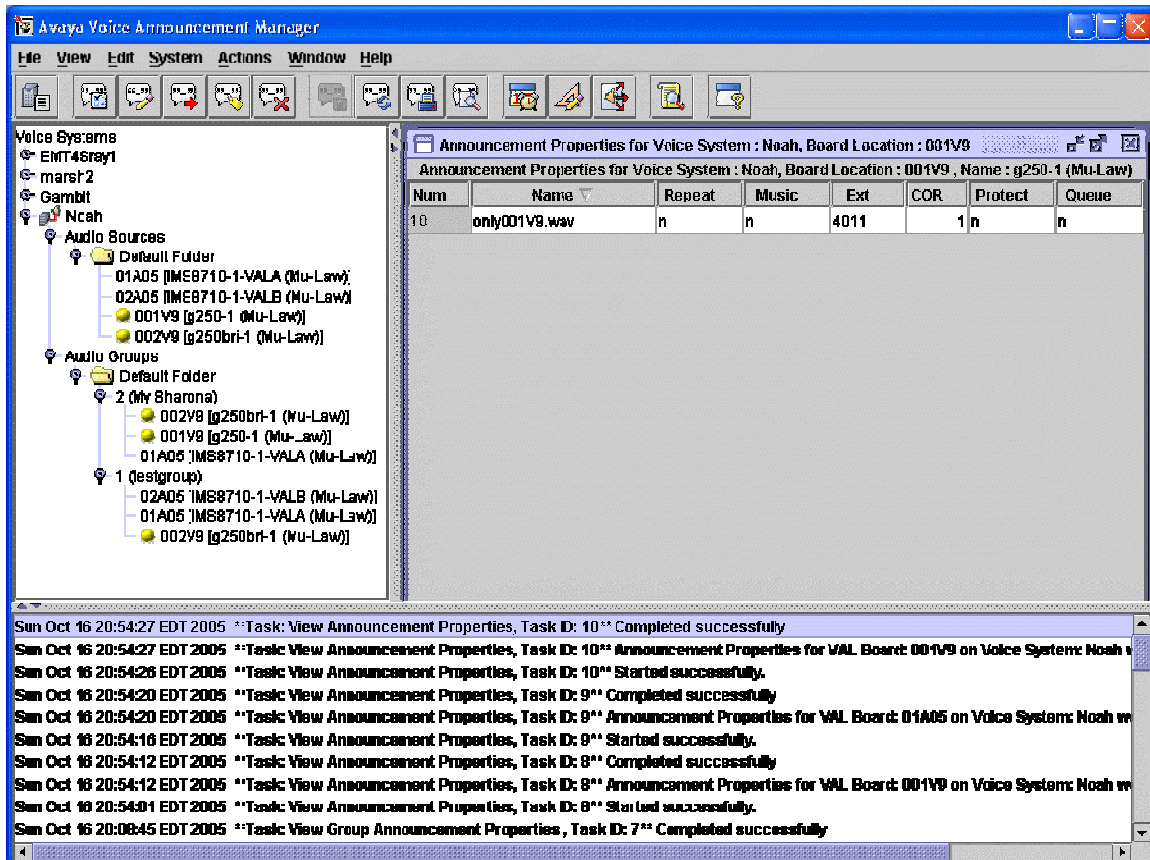 Avaya Voice Announcement Manager
File View Edit System Actions Window Help
Voice Systems
EMT4Sray1
marsh2
Gambit
Noah
Audio Sources
Default Folder
01A05 [IMS8710-1-VALA (Mu-Law)]
02A05 [IMS8710-1-VALB (Mu-Law)]
001V9 [g250-1 (Mu-Law)]
002V9 [g250bri-1 (Mu-Law)]
Audio Groups
Default Folder
2 (My Sharona)
002V9 [g250bri-1 (Mu-Law)]
001V9 [g250-1 (Mu-Law)]
01A05 [IMS8710-1-VALA (Mu-Law)]
1 (testgroup)
02A05 [IMS8710-1-VALB (Mu-Law)]
01A05 [IMS8710-1-VALA (Mu-Law)]
002V9 [g250bri-1 (Mu-Law)]
Announcement Properties for Voice System : Noah, Board Location : 001V9
Announcement Properties for Voice System : Noah, Board Location : 001V9 , Name : g250-1 (Mu-Law)
Num Name Repeat Music Ext COR Protect Queue
10 only001V9.wav n n 4011 1 n n
Sun Oct 16 20:54:27 EDT 2005 **Task: View Announcement Properties, Task ID: 10** Completed successfully
Sun Oct 16 20:54:27 EDT 2005 **Task: View Announcement Properties, Task ID: 10** Announcement Properties for VAL Board: 001V9 on Voice System: Noah w
Sun Oct 16 20:54:26 EDT 2005 **Task: View Announcement Properties, Task ID: 10** Started successfully.
Sun Oct 16 20:54:20 EDT 2005 **Task: View Announcement Properties, Task ID: 9** Completed successfully
Sun Oct 16 20:54:20 EDT 2005 **Task: View Announcement Properties, Task ID: 9** Announcement Properties for VAL Board: 01A05 on Voice System: Noah we
Sun Oct 16 20:54:16 EDT 2005 **Task: View Announcement Properties, Task ID: 9** Started successfully.
Sun Oct 16 20:54:12 EDT 2005 **Task: View Announcement Properties, Task ID: 8** Completed successfully
Sun Oct 16 20:54:12 EDT 2005 **Task: View Announcement Properties, Task ID: 8** Announcement Properties for VAL Board: 001V9 on Voice System: Noah we
Sun Oct 16 20:54:01 EDT 2005 **Task: View Announcement Properties, Task ID: 8** Started successfully.
Sun Oct 16 20:08:45 EDT 2005 **Task: View Group Announcement Properties , Task ID: 7** Completed successfully